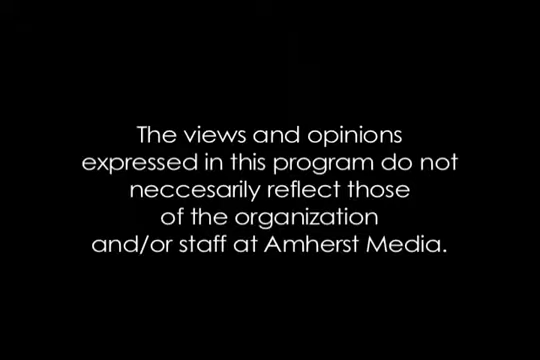 The views and opinions
expressed in this program do not
neccesarily reflect those
of the organization
and/or staff at Amherst Media.